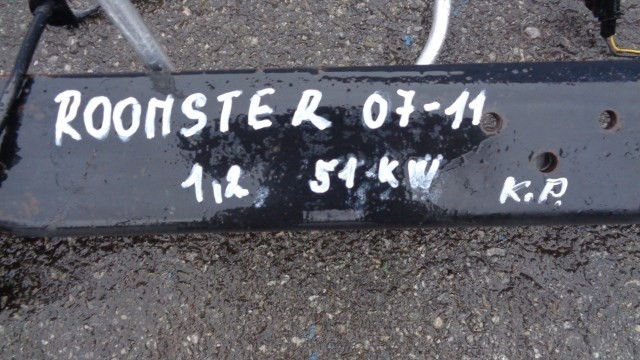 ROOMSTER 07-11
1,2 51 KW K.P.